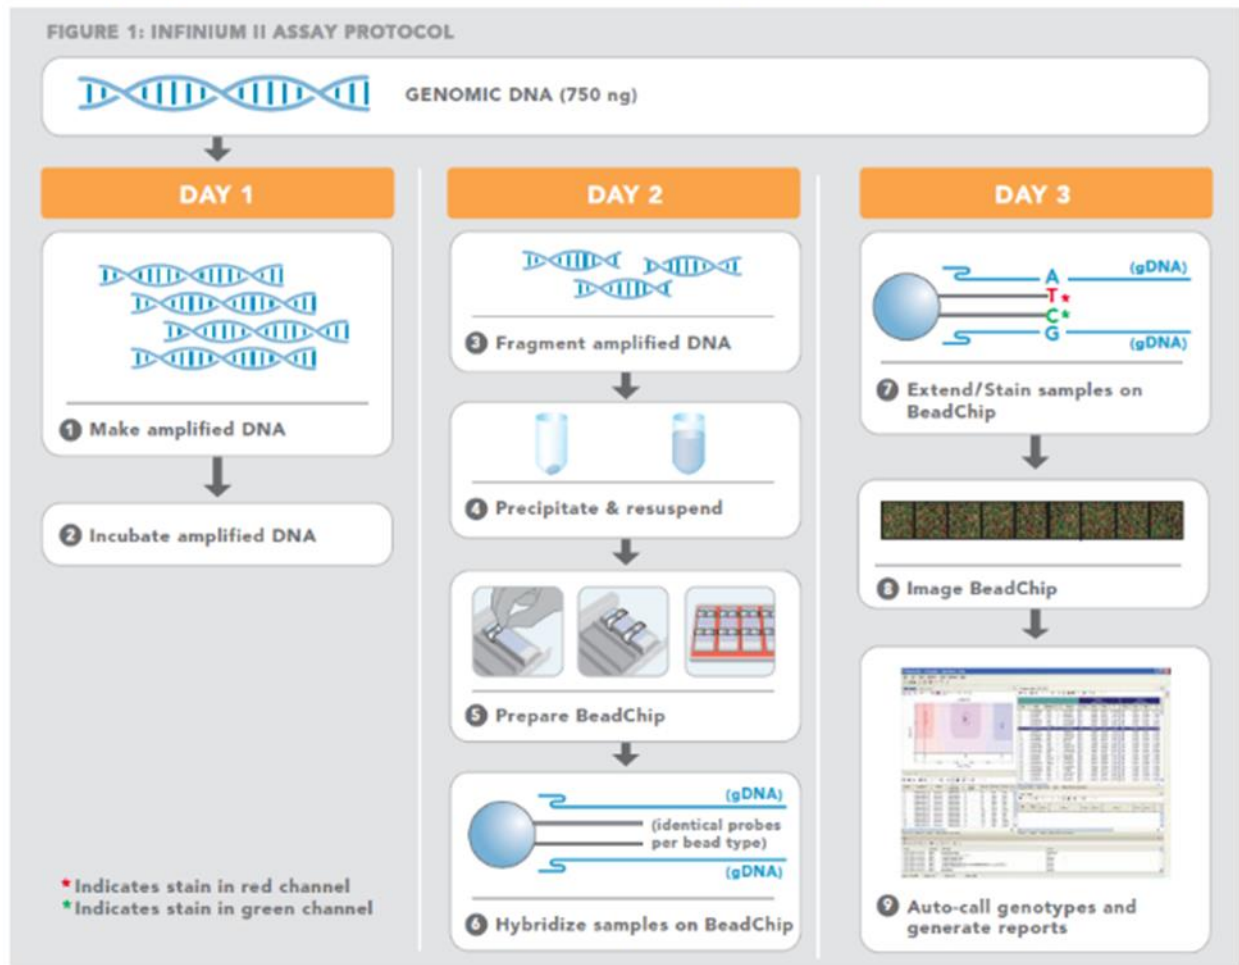 FIGURE 1: INFINIUM II ASSAY PROTOCOL
GENOMIC DNA (750 ng)
DAY 1
1 Make amplified DNA
2 Incubate amplified DNA
* Indicates stain in red channel
* Indicates stain in green channel
DAY 2
3 Fragment amplified DNA
4 Precipitate & resuspend
5 Prepare BeadChip
(gDNA)
(identical probes
per bead type)
(gDNA)
6 Hybridize samples on BeadChip
DAY 3
A (gDNA)
T*
C*
G (gDNA)
7 Extend/Stain samples on
BeadChip
8 Image BeadChip
9 Auto-call genotypes and
generate reports